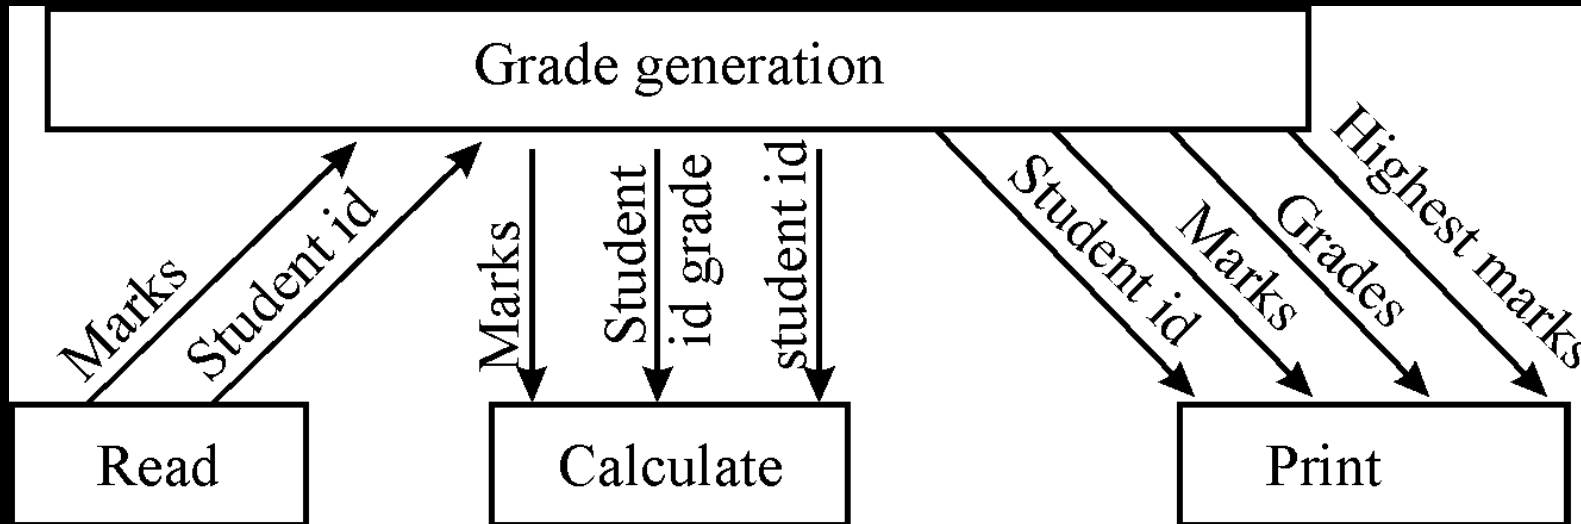 Grade generation
Marks
Student id
Marks
Student
id grade
student id
Student id
Marks
Grades
Highest marks
Read
Calculate
Print